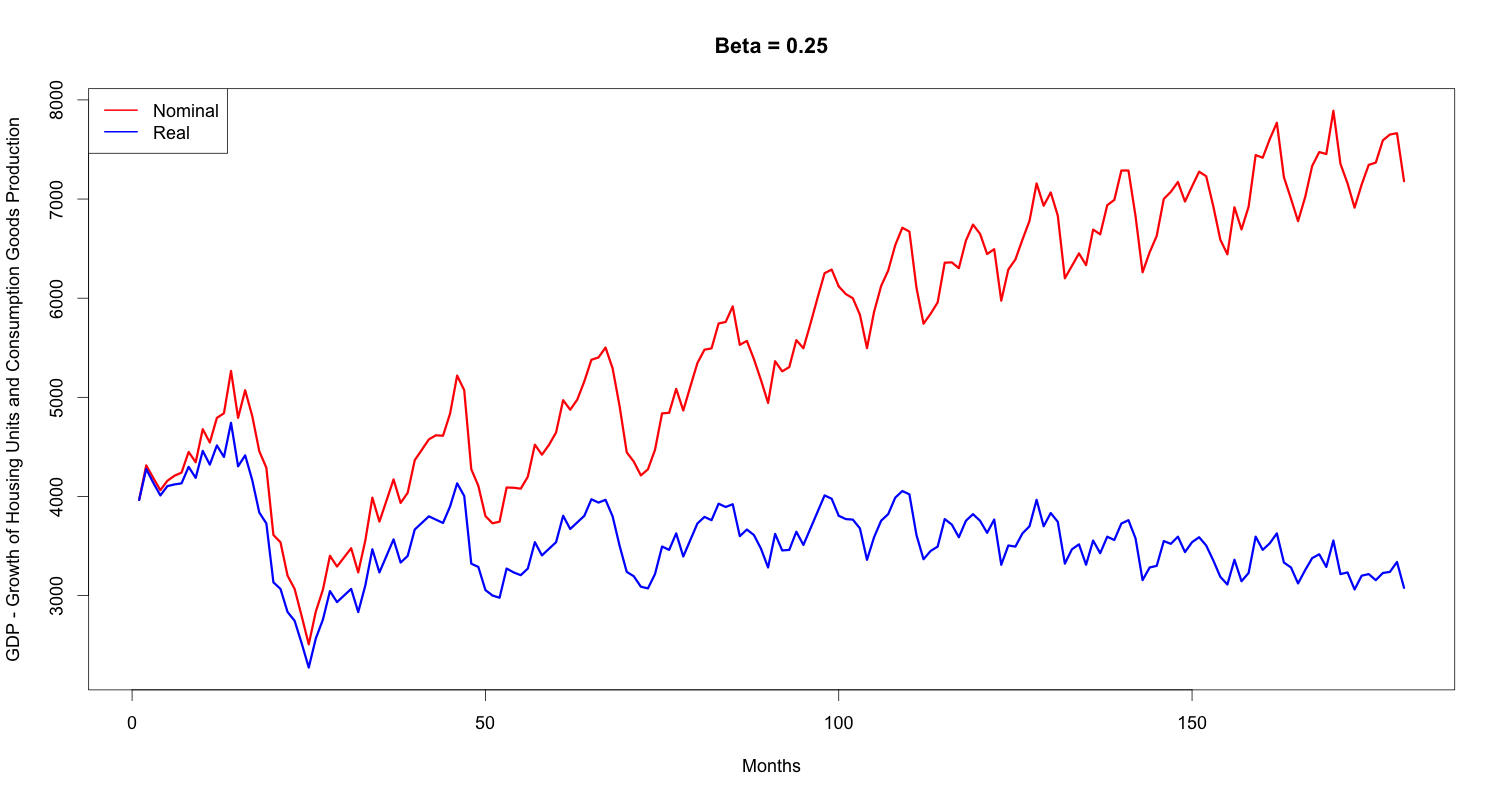 Beta = 0.25
Nominal
Real
GDP - Growth of Housing Units and Consumption Goods Production
8000
7000
6000
5000
4000
3000
0 50 100 150
Months